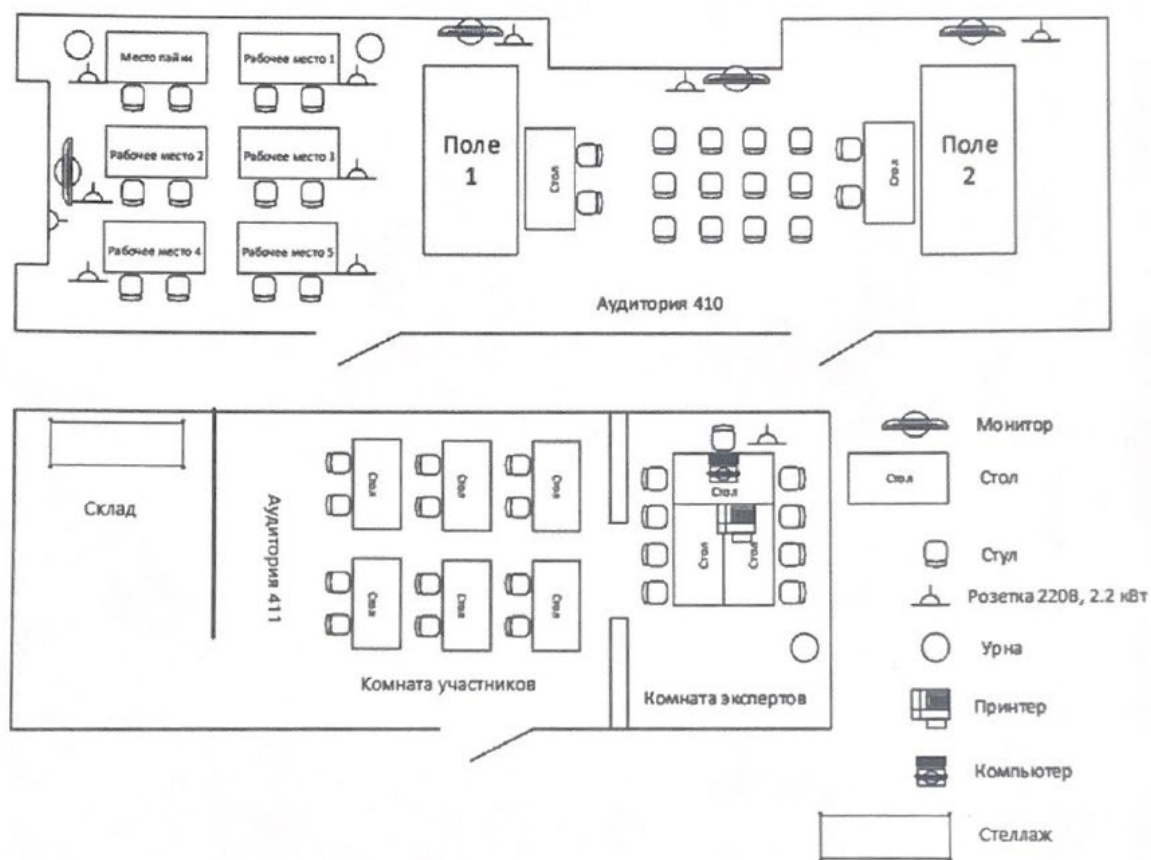 Место пайки
Рабочее место 1
Рабочее место 2
Рабочее место 3
Рабочее место 4
Рабочее место 5
Поле
1
Стол
Стол
Поле
2
Аудитория 410
Склад
Аудитория 411
Стол
Стол
Стол
Стол
Стол
Стол
Комната участников
Стол
Стол
Стол
Комната экспертов
Монитор
Стол
Стол
Стул
Розетка 220В, 2.2 кВт
Урна
Принтер
Компьютер
Стеллаж